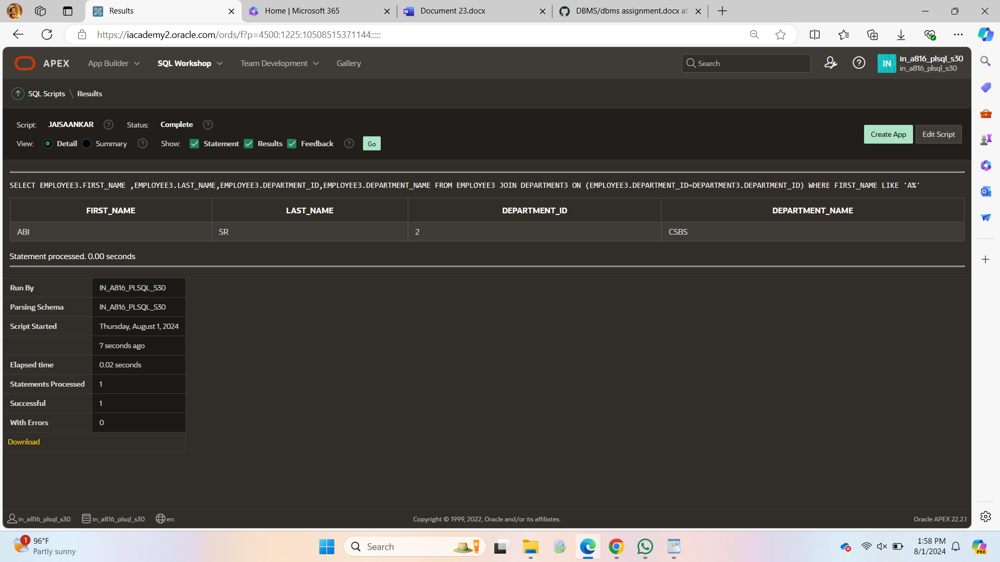 Results
Home | Microsoft 365
Document 23.docx
DBMS/dbms assignment.docx at
https://iacademy2.oracle.com/ords/f?p=4500:1225:10508515371144:::::
APEX
App Builder
SQL Workshop
Team Development
Gallery
Search
IN
in_a816_plsql_s30
in_a816_plsql_s30
SQL Scripts \ Results
Script: JAISAANKAR Status: Complete
View: Detail Summary Show: Statement Results Feedback Go
Create App Edit Script
SELECT EMPLOYEE3.FIRST_NAME ,EMPLOYEE3.LAST_NAME,EMPLOYEE3.DEPARTMENT_ID,EMPLOYEE3.DEPARTMENT_NAME FROM EMPLOYEE3 JOIN DEPARTMENT3 ON (EMPLOYEE3.DEPARTMENT_ID=DEPARTMENT3.DEPARTMENT_ID) WHERE FIRST_NAME LIKE 'A%'
FIRST_NAME LAST_NAME DEPARTMENT_ID DEPARTMENT_NAME
ABI SR 2 CSBS
Statement processed. 0.00 seconds
Run By IN_A816_PLSQL_S30
Parsing Schema IN_A816_PLSQL_S30
Script Started Thursday, August 1, 2024
7 seconds ago
Elapsed time 0.02 seconds
Statements Processed 1
Successful 1
With Errors 0
Download
in_a816_plsql_s30 in_a816_plsql_s30 en
Copyright © 1999, 2022, Oracle and/or its affiliates.
Oracle APEX 22.2.1
1
96°F
Partly sunny
Search
1:58 PM
8/1/2024
PRE